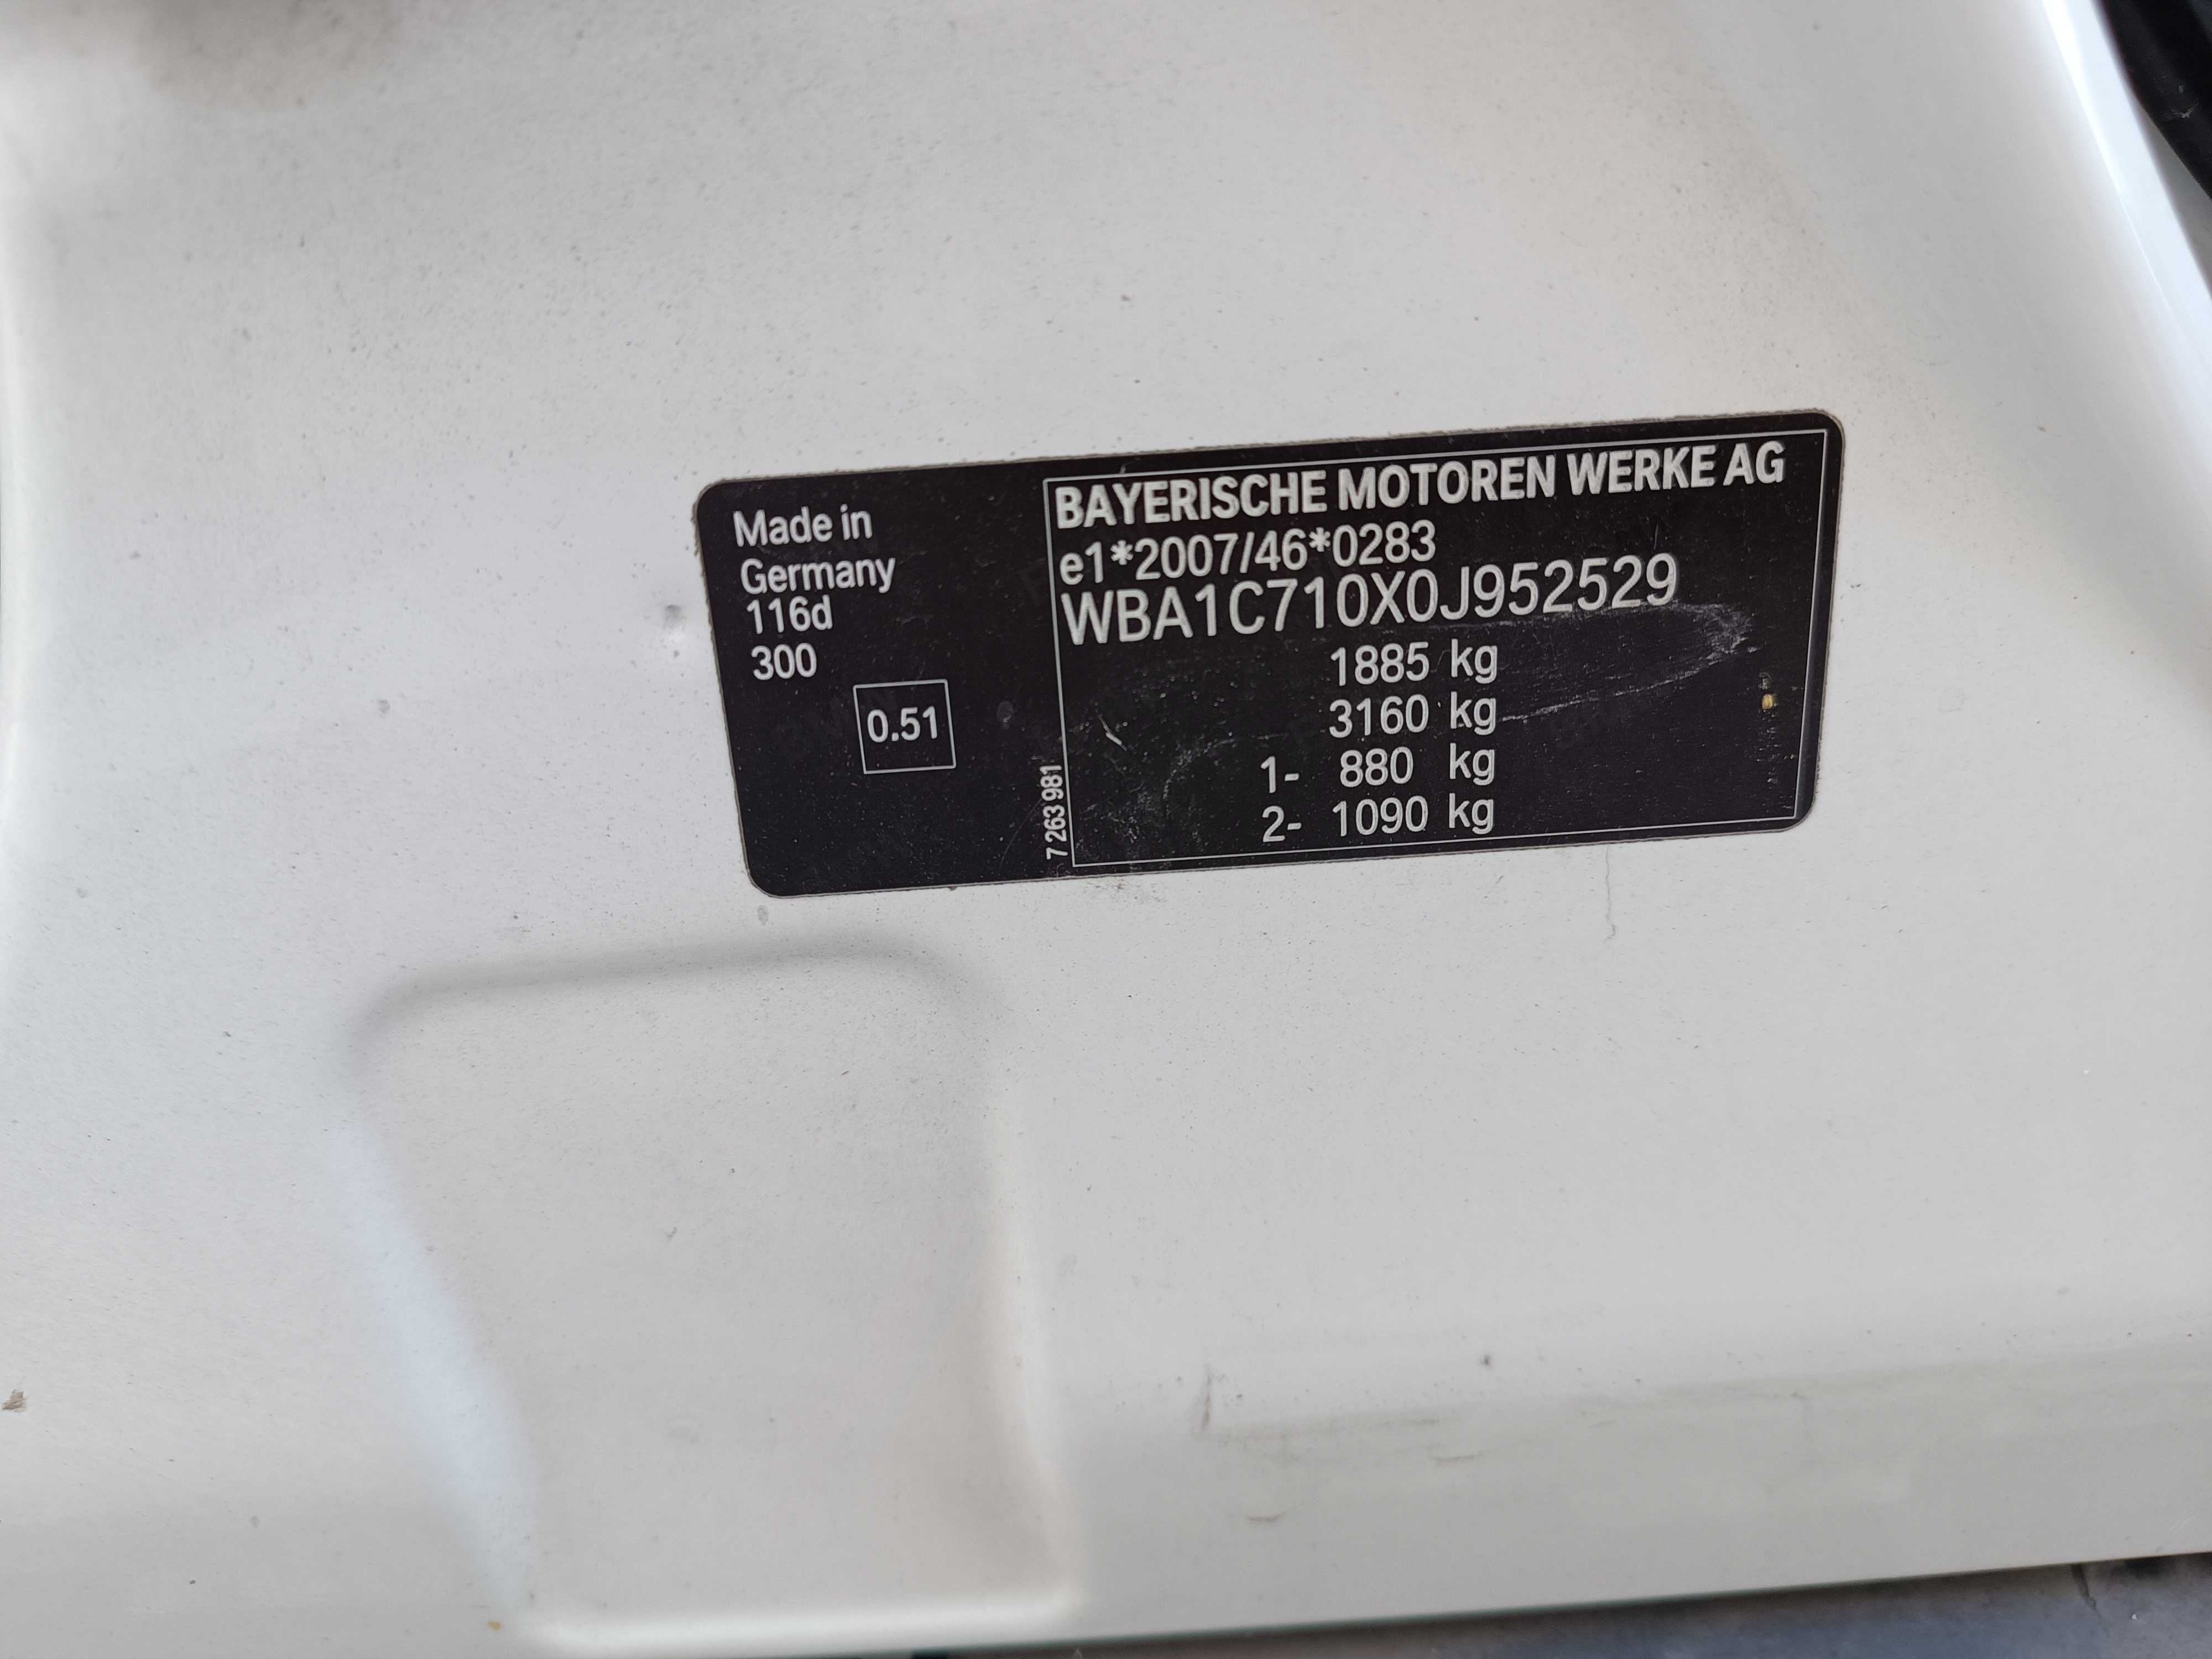 Made in
Germany
116d
300
0.51
7 263 981
BAYERISCHE MOTOREN WERKE AG
e1*2007/46*0283
WBA1C710X0J952529
1885 kg
3160 kg
1- 880 kg
2- 1090 kg